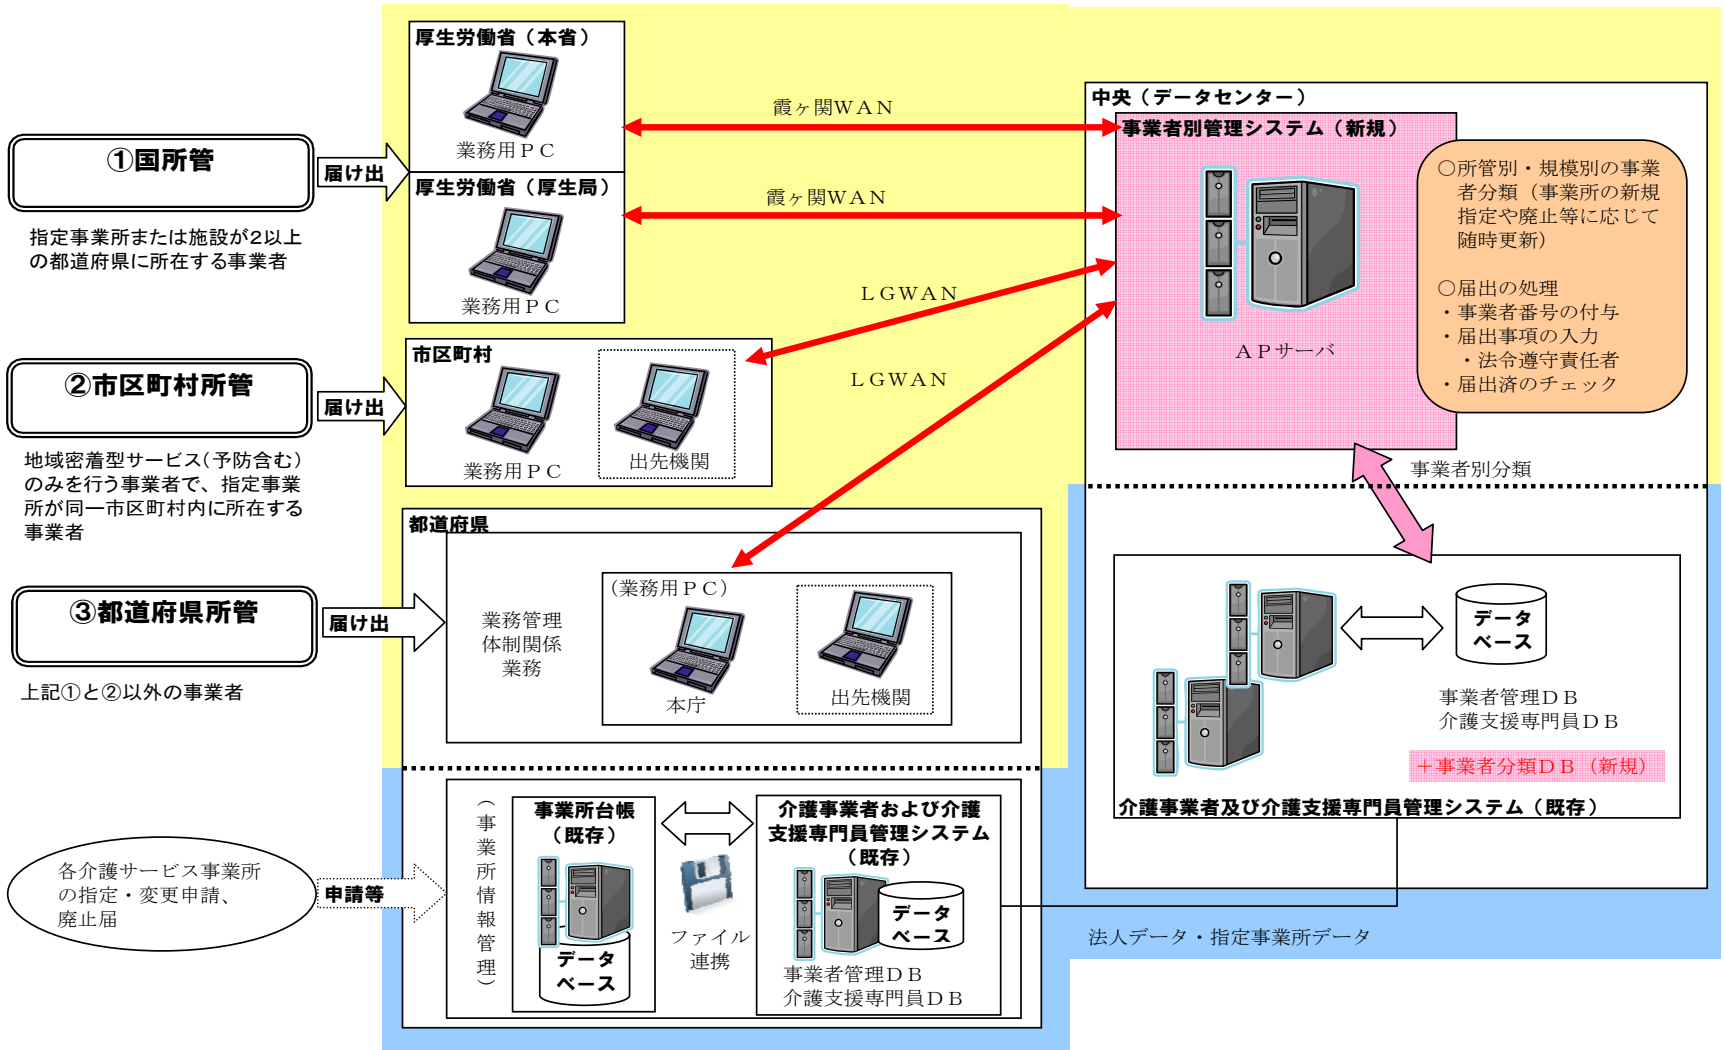 ①国所管
届け出
指定事業所または施設が2以上
の都道府県に所在する事業者
②市区町村所管
届け出
地域密着型サービス(予防含む)
のみを行う事業者で、指定事業
所が同一市区町村内に所在する
事業者
③都道府県所管
届け出
上記①と②以外の事業者
各介護サービス事業所
の指定・変更申請、
廃止届
申請等
厚生労働省（本省）
業務用ＰＣ
厚生労働省（厚生局）
業務用ＰＣ
市区町村
業務用ＰＣ
出先機関
都道府県
業務管理
体制関係
業務
(業務用ＰＣ)
本庁
出先機関
（事業所情報管理）
事業所台帳
（既存）
データ
ベース
ファイル
連携
介護事業者および介護
支援専門員管理システム
（既存）
データ
ベース
事業者管理ＤＢ
介護支援専門員ＤＢ
霞ヶ関WAN
霞ヶ関WAN
ＬＧWAN
ＬＧWAN
中央（データセンター）
事業者別管理システム（新規）
ＡＰサーバ
○所管別・規模別の事業
者分類（事業所の新規
指定や廃止等に応じて
随時更新）
○届出の処理
・事業者番号の付与
・届出事項の入力
・法令遵守責任者
・届出済のチェック
事業者別分類
データ
ベース
事業者管理ＤＢ
介護支援専門員ＤＢ
＋事業者分類ＤＢ（新規）
介護事業者及び介護支援専門員管理システム（既存）
法人データ・指定事業所データ